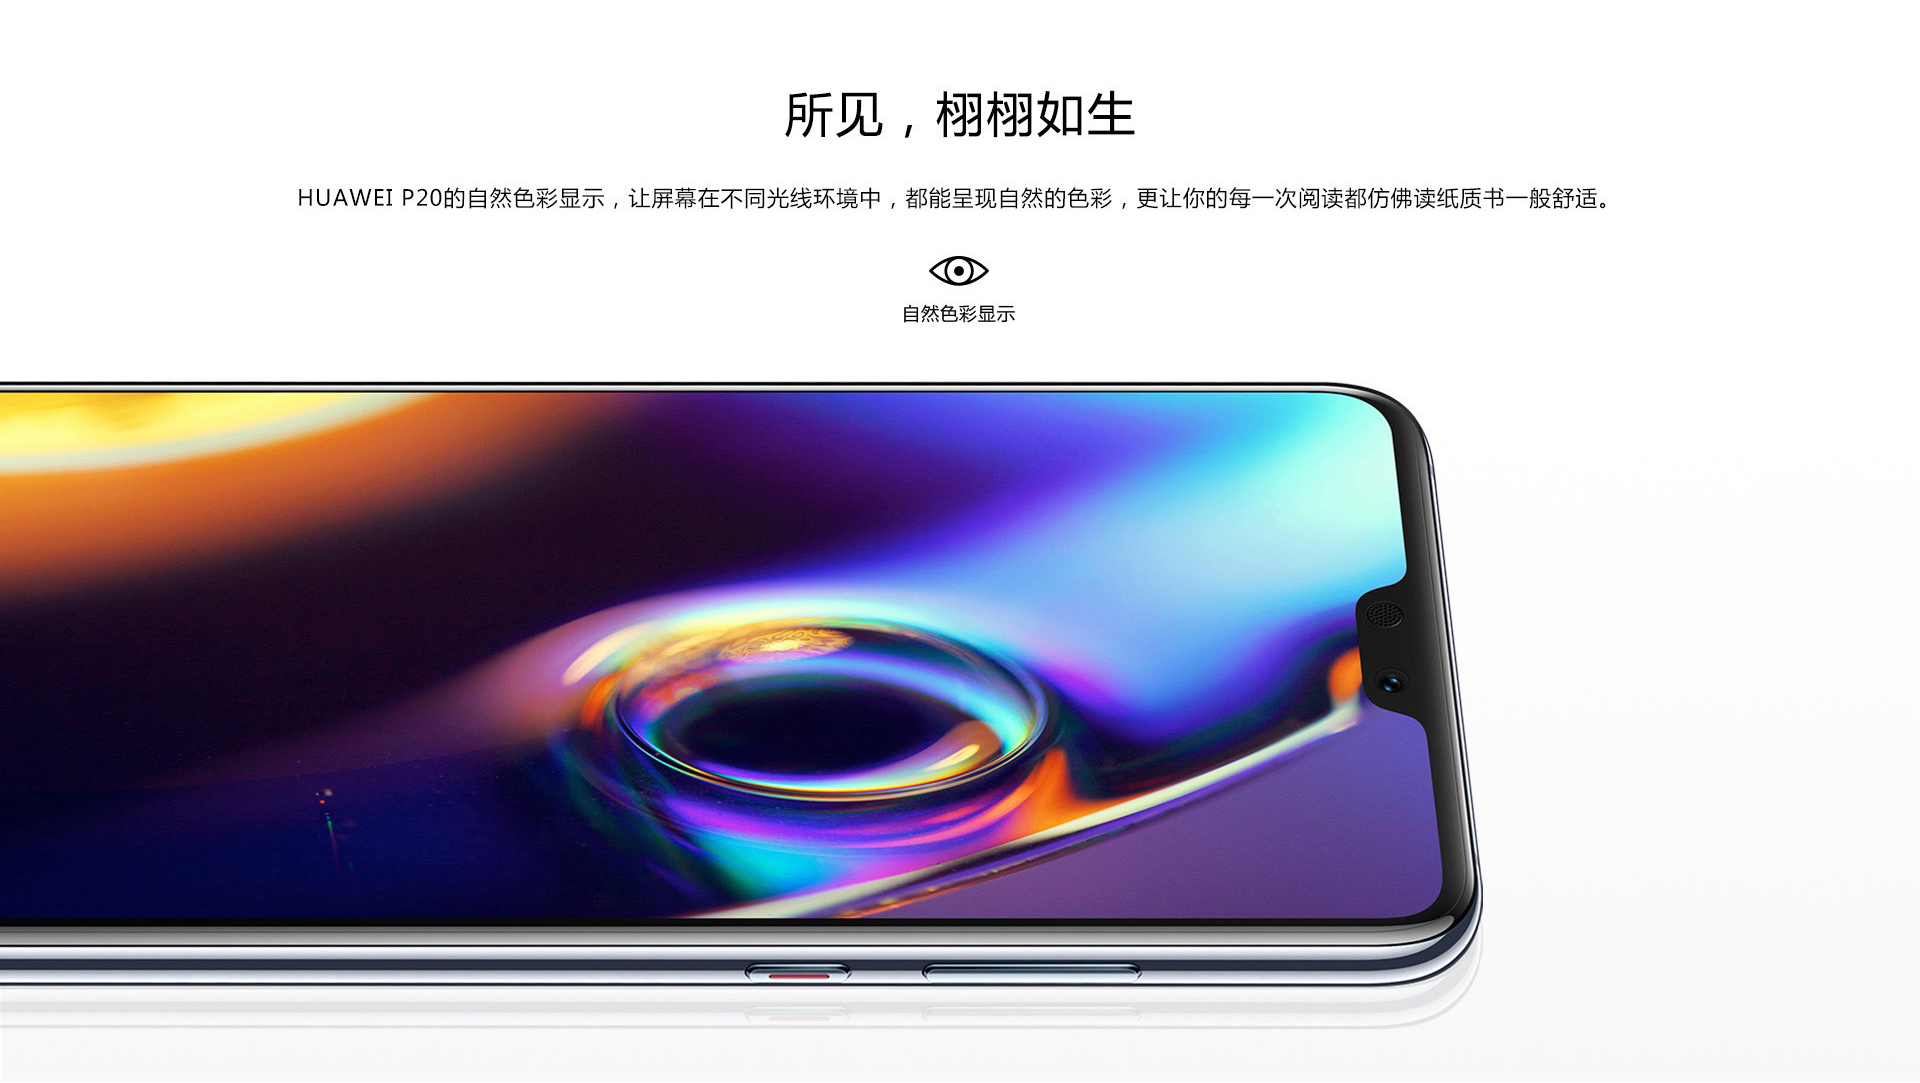 所见，栩栩如生
HUAWEI P20的自然色彩显示，让屏幕在不同光线环境中，都能呈现自然的色彩，更让你的每一次阅读都仿佛读纸质书一般舒适。
自然色彩显示